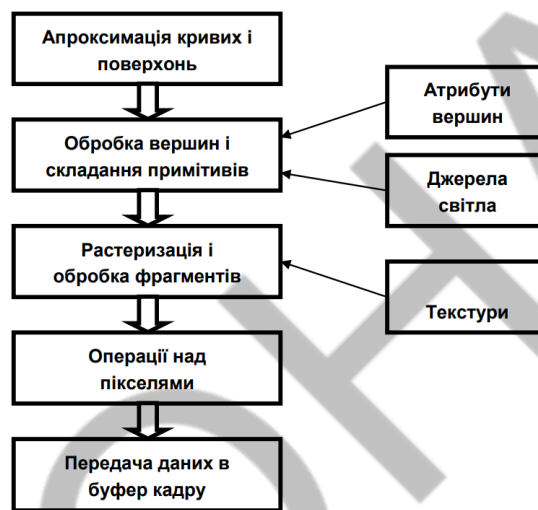 Апроксимація кривих і
поверхонь
Атрибути
вершин
Обробка вершин і
складання примітивів
Джерела
світла
Растеризація і
обробка фрагментів
Текстури
Операції над
пікселями
Передача даних в
буфер кадру